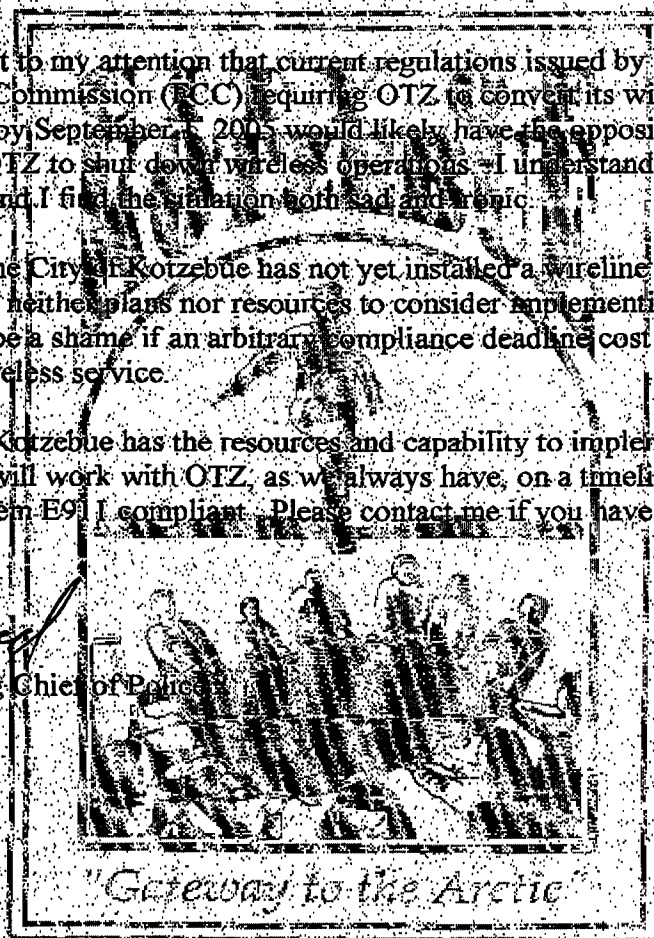 t to my attention that current regulations issued by
Commission (FCC) requiring OTZ to convert its wi
by September 1, 2005 would likely have the opposi
OTZ to shut down wireless operations. I understand
nd I find the situation both sad and ironic.
ne City of Kotzebue has not yet installed a wireline
neither plans nor resources to consider implementi
be a shame if an arbitrary compliance deadline cost
eless service.
Kotzebue has the resources and capability to impler
will work with OTZ, as we always have, on a timeli
em E911 compliant. Please contact me if you have
Chief of Police
"Gateway to the Arctic"